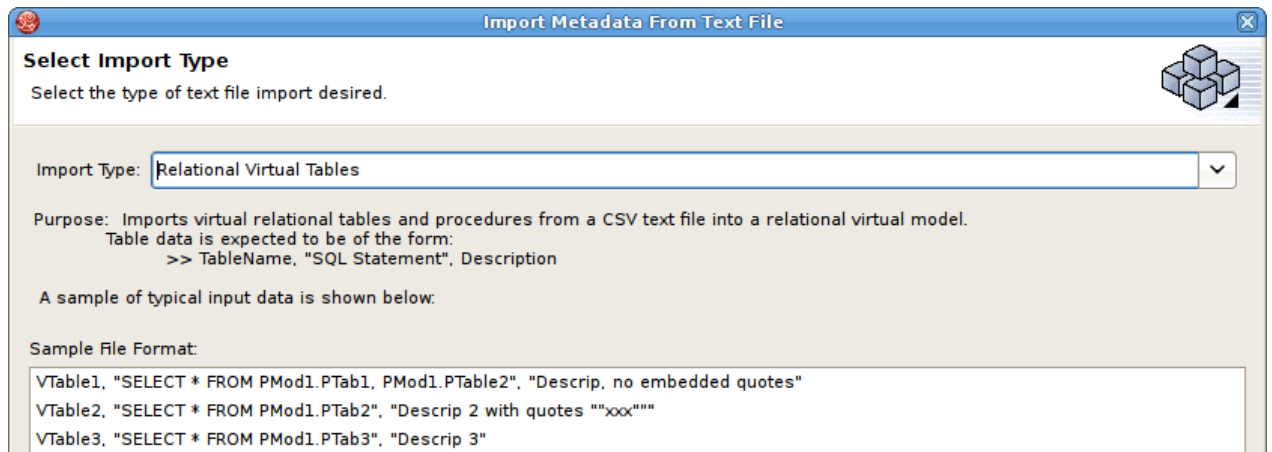 Import Metadata From Text File
Select Import Type
Select the type of text file import desired.
Import Type: Relational Virtual Tables
Purpose: Imports virtual relational tables and procedures from a CSV text file into a relational virtual model.
Table data is expected to be of the form:
>> TableName, "SQL Statement", Description
A sample of typical input data is shown below:
Sample File Format:
VTable1, "SELECT * FROM PMod1.PTab1, PMod1.PTable2", "Descrip, no embedded quotes"
VTable2, "SELECT * FROM PMod1.PTab2", "Descrip 2 with quotes ""xxx"""
VTable3, "SELECT * FROM PMod1.PTab3", "Descrip 3"